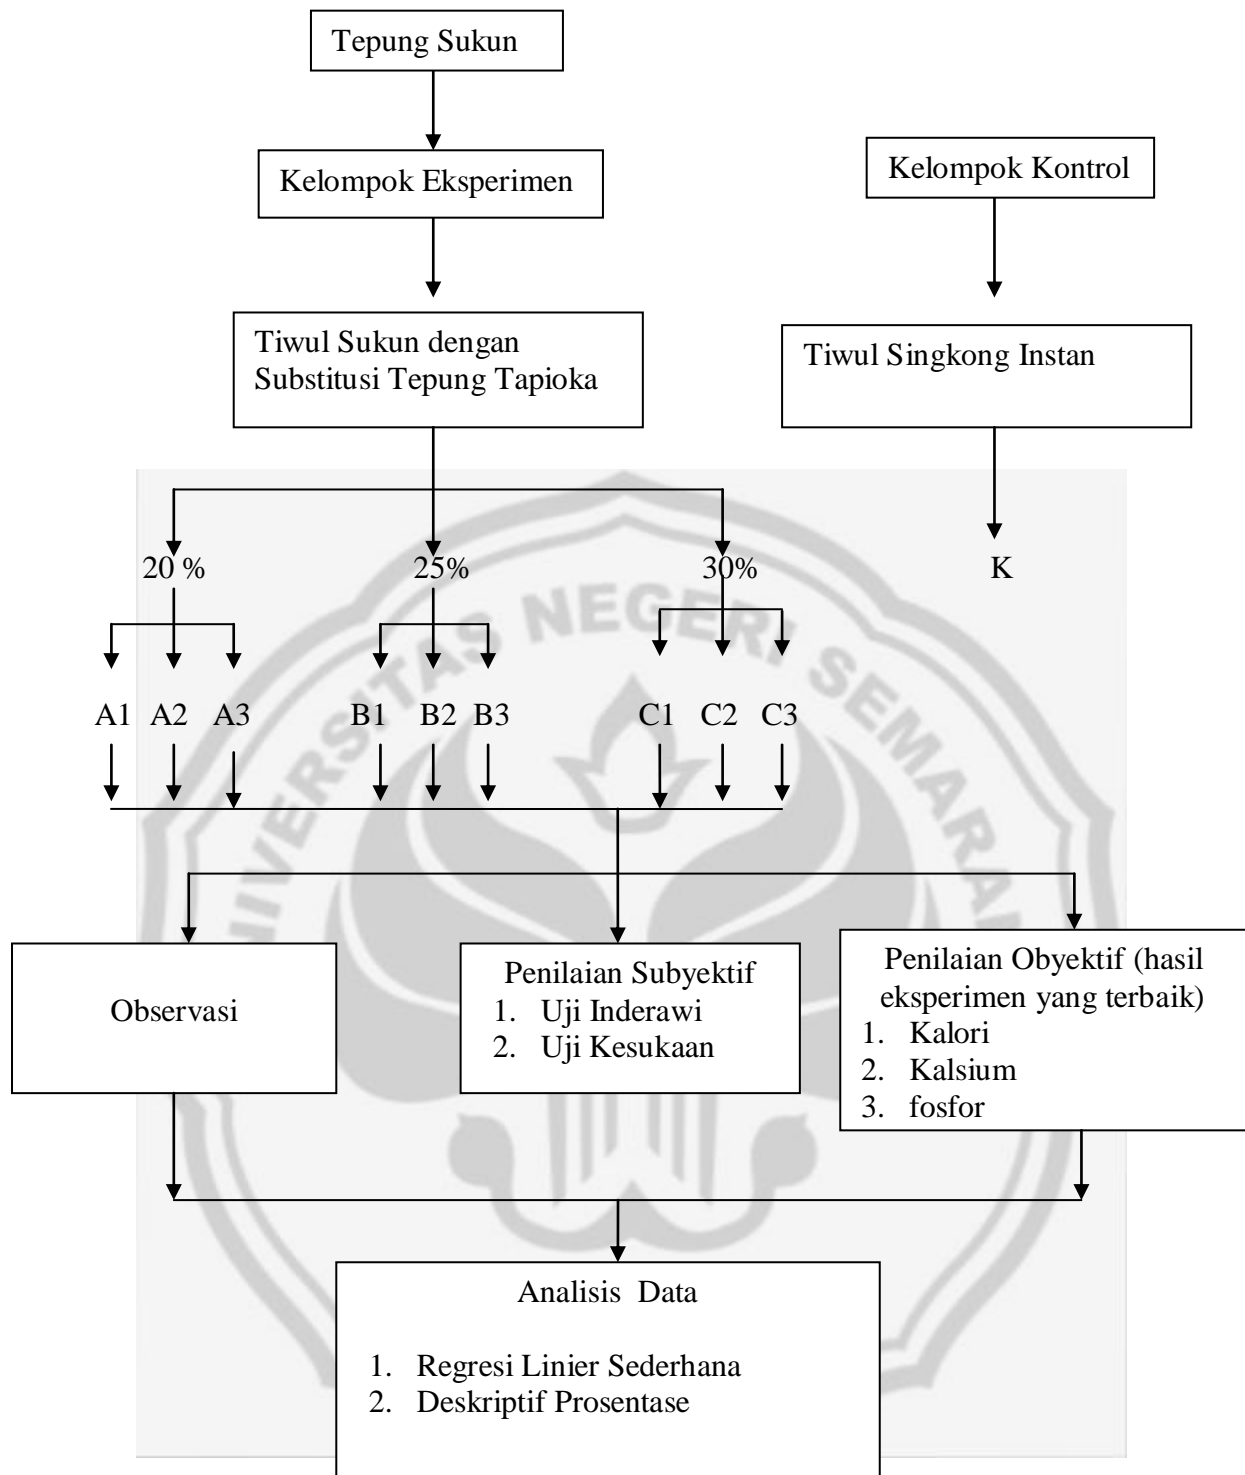 Tepung Sukun
Kelompok Eksperimen
Kelompok Kontrol
Tiwul Sukun dengan
Substitusi Tepung Tapioka
Tiwul Singkong Instan
20 %
25%
30%
K
A1 A2 A3 B1 B2 B3 C1 C2 C3
UNIVERSITAS NEGERI SEMARANG
Observasi
Penilaian Subyektif
1. Uji Inderawi
2. Uji Kesukaan
Penilaian Obyektif (hasil
eksperimen yang terbaik)
1. Kalori
2. Kalsium
3. fosfor
Analisis Data
1. Regresi Linier Sederhana
2. Deskriptif Prosentase